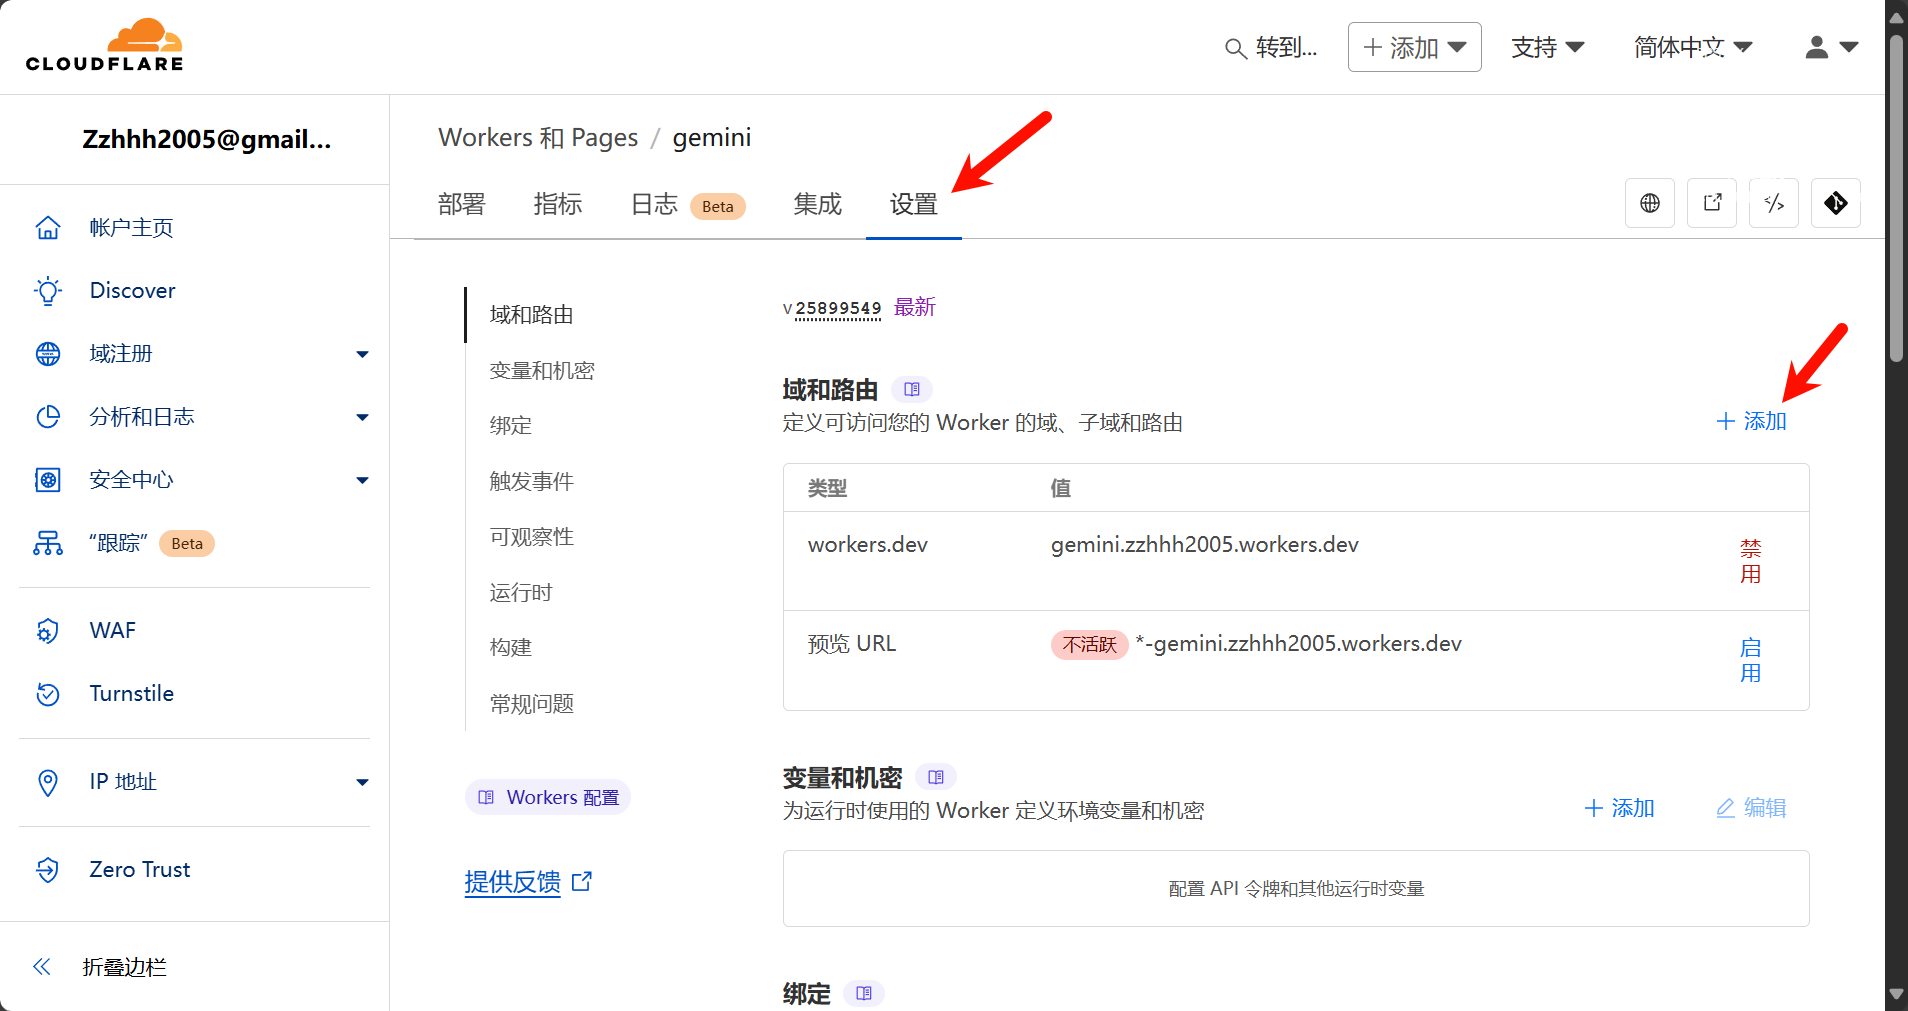 CLOUDFLARE
转到...
添加
支持
简体中文
Zzhhh2005@gmail...
帐户主页
Discover
域注册
分析和日志
安全中心
“跟踪” Beta
WAF
Turnstile
IP 地址
Zero Trust
折叠边栏
Workers 和 Pages / gemini
部署
指标
日志 Beta
集成
设置
域和路由
变量和机密
绑定
触发事件
可观察性
运行时
构建
常规问题
Workers 配置
提供反馈
v25899549 最新
域和路由
定义可访问您的 Worker 的域、子域和路由
添加
类型 值
workers.dev gemini.zzhhh2005.workers.dev
禁
用
预览 URL 不活跃 *-gemini.zzhhh2005.workers.dev
启
用
变量和机密
为运行时使用的 Worker 定义环境变量和机密
添加
编辑
配置 API 令牌和其他运行时变量
绑定